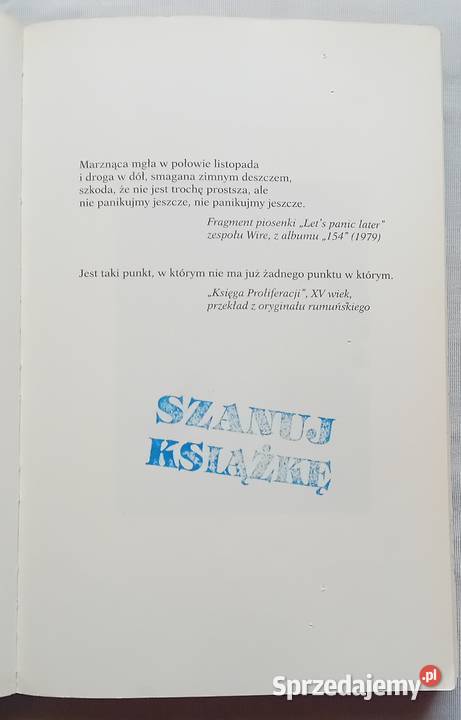 Marznąca mgła w połowie listopada
i droga w dół, smagana zimnym deszczem,
szkoda, że nie jest trochę prostsza, ale
nie panikujmy jeszcze, nie panikujmy jeszcze.
Fragment piosenki „Let's panic later"
zespołu Wire, z albumu „154" (1979)
Jest taki punkt, w którym nie ma już żadnego punktu w którym.
„Księga Proliferacji", XV wiek,
przekład z oryginału rumuńskiego
SZANUJ
KSIĄŻKĘ
Sprzedajemy.pl